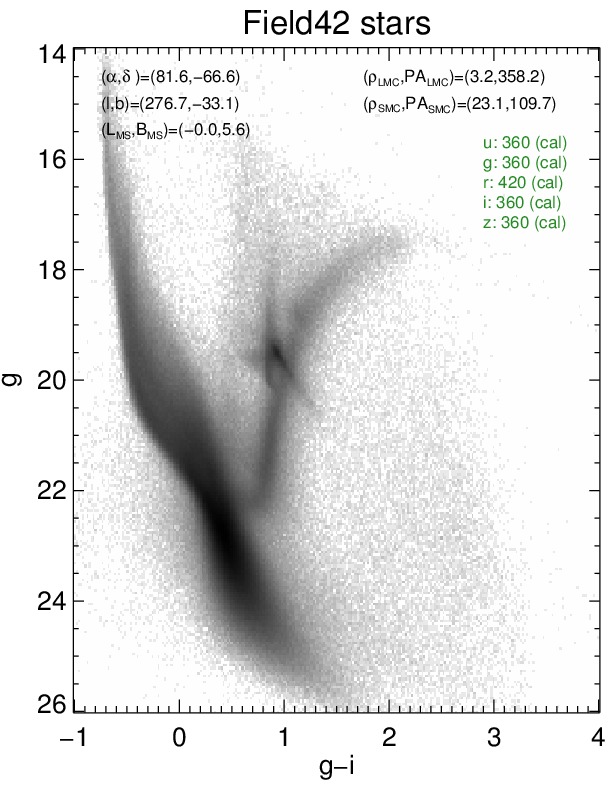 Field42 stars
(α,δ )=(81.6,−66.6)
(ρLMC,PALMC)=(3.2,358.2)
(l,b)=(276.7,−33.1)
(ρSMC,PASMC)=(23.1,109.7)
(LMS,BMS)=(−0.0,5.6)
u: 360 (cal)
g: 360 (cal)
r: 420 (cal)
i: 360 (cal)
z: 360 (cal)
14
16
18
20
22
24
26
g
−1 0 1 2 3 4
g−i